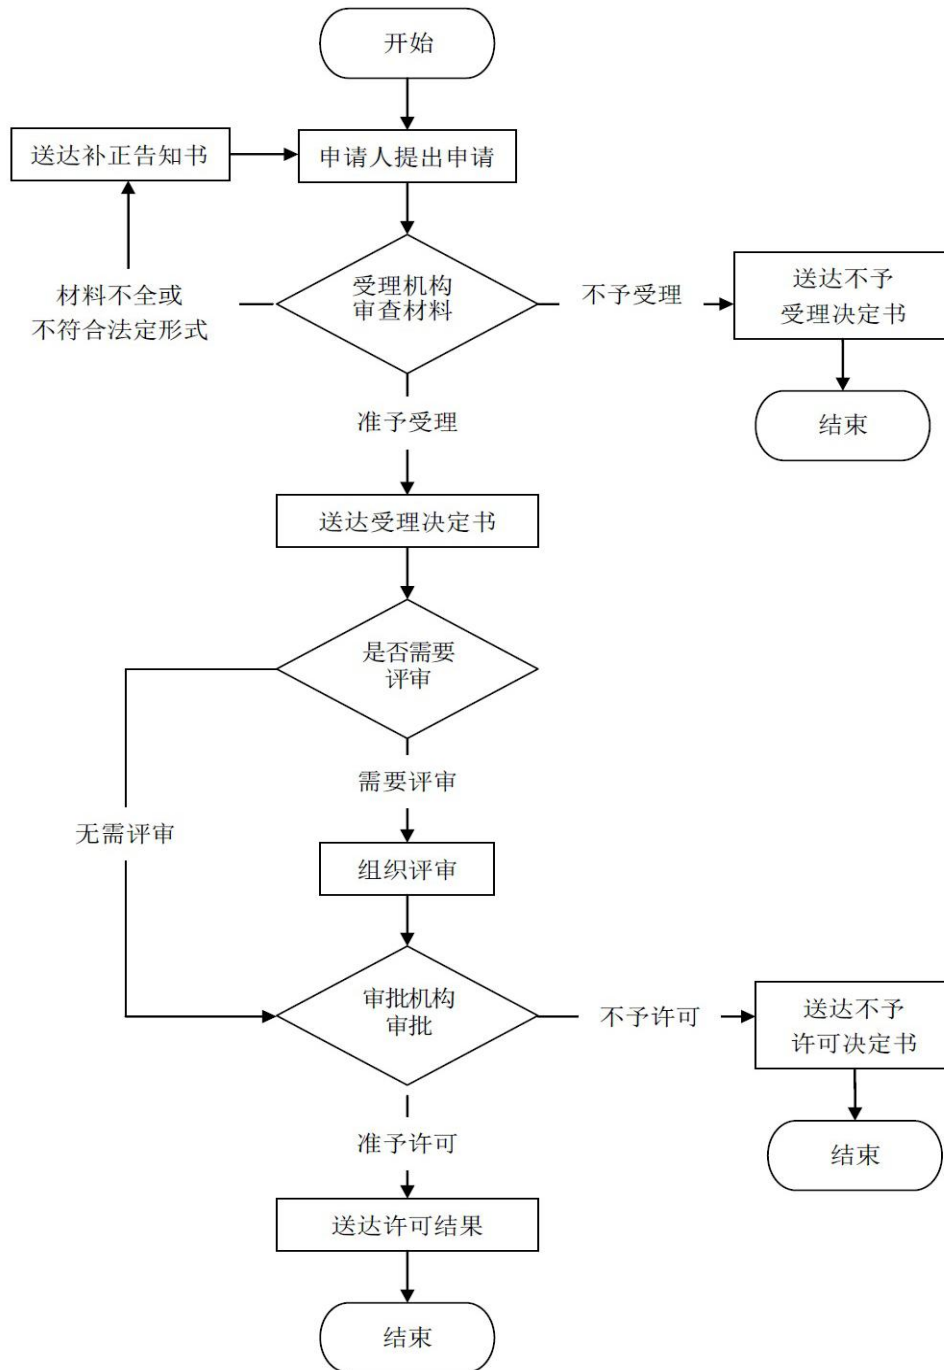 开始
送达补正告知书
申请人提出申请
受理机构
审查材料
材料不全或
不符合法定形式
不予受理
送达不予
受理决定书
结束
准予受理
送达受理决定书
是否需要
评审
需要评审
无需评审
组织评审
审批机构
审批
不予许可
送达不予
许可决定书
结束
准予许可
送达许可结果
结束